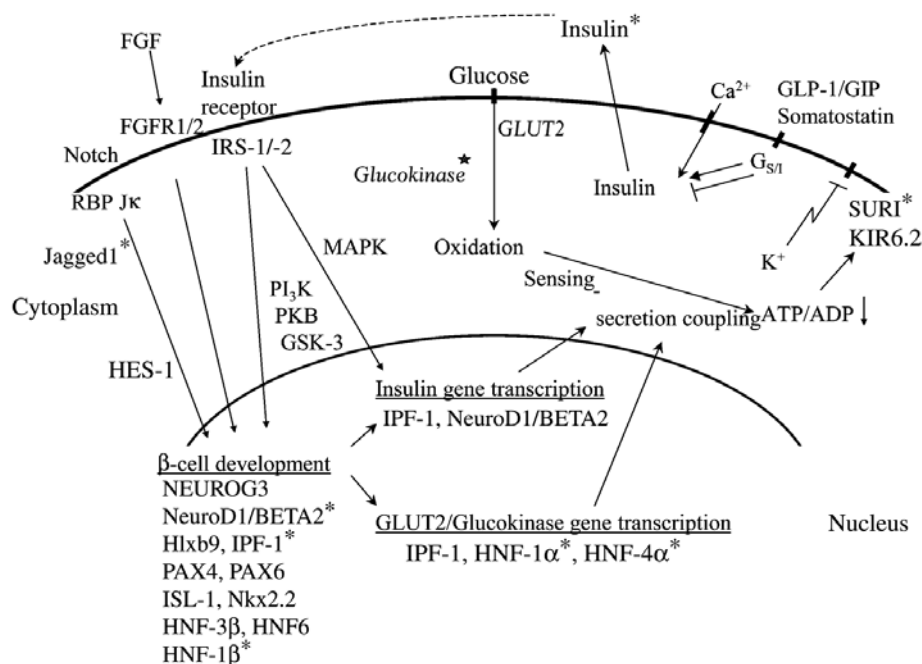 FGF
Insulin*
Insulin
receptor
Glucose
Ca2+
GLP-1/GIP
Somatostatin
FGFR1/2
GLUT2
IRS-1/-2
Notch
Glucokinase★
GS/I
Insulin
RBP Jκ
SURI*
KIR6.2
Jagged1*
MAPK
Oxidation
K+
Sensing-
Cytoplasm
PI3K
PKB
GSK-3
secretion coupling
ATP/ADP ↓
HES-1
Insulin gene transcription
IPF-1, NeuroD1/BETA2
β-cell development
NEUROG3
NeuroD1/BETA2*
Hlxb9, IPF-1*
PAX4, PAX6
ISL-1, Nkx2.2
HNF-3β, HNF6
HNF-1β*
GLUT2/Glucokinase gene transcription
IPF-1, HNF-1α*, HNF-4α*
Nucleus